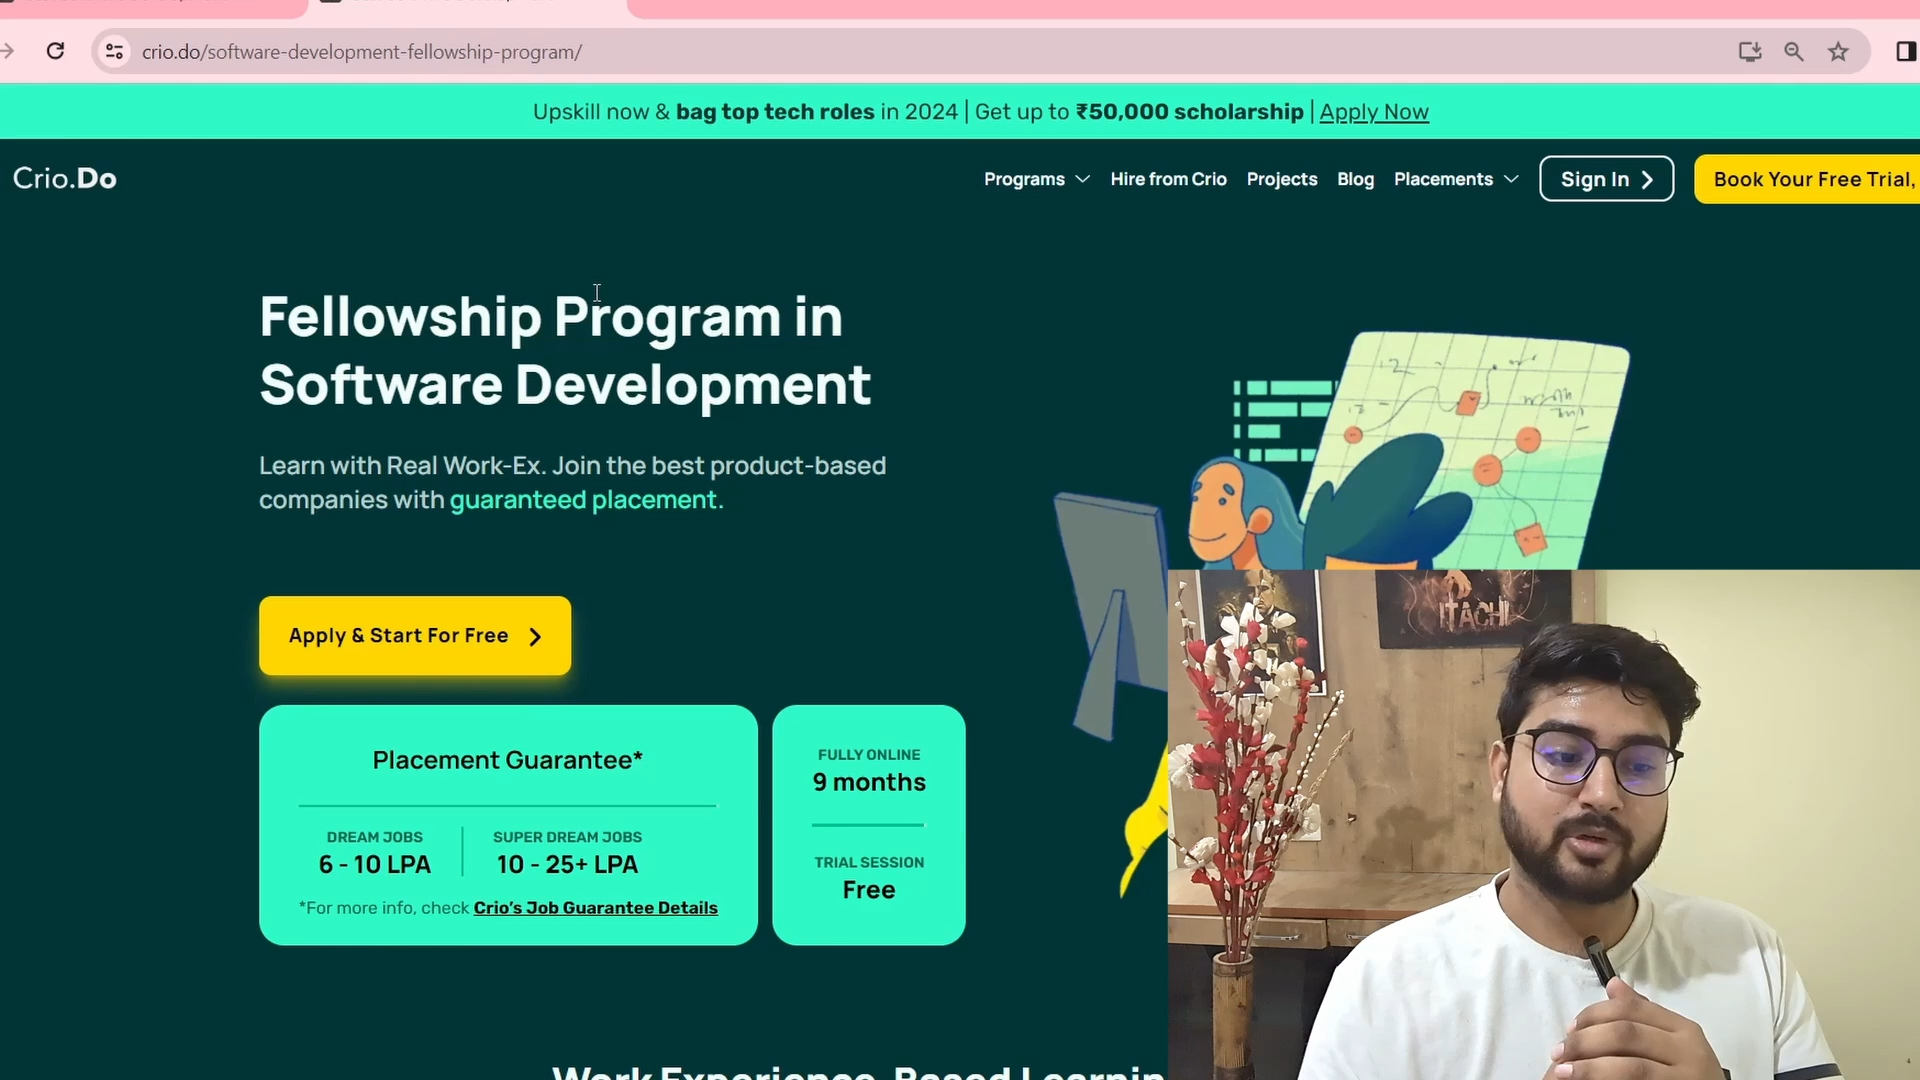 crio.do/software-development-fellowship-program/
Upskill now & bag top tech roles in 2024 | Get up to ₹50,000 scholarship | Apply Now
Crio.Do
Programs
Hire from Crio
Projects
Blog
Placements
Sign In
Book Your Free Trial,
Fellowship Program in
Software Development
Learn with Real Work-Ex. Join the best product-based
companies with guaranteed placement.
Apply & Start For Free
Placement Guarantee*
DREAM JOBS
6 - 10 LPA
SUPER DREAM JOBS
10 - 25+ LPA
*For more info, check Crio's Job Guarantee Details
FULLY ONLINE
9 months
TRIAL SESSION
Free
ITACHI
Work Experience-Based Learnin